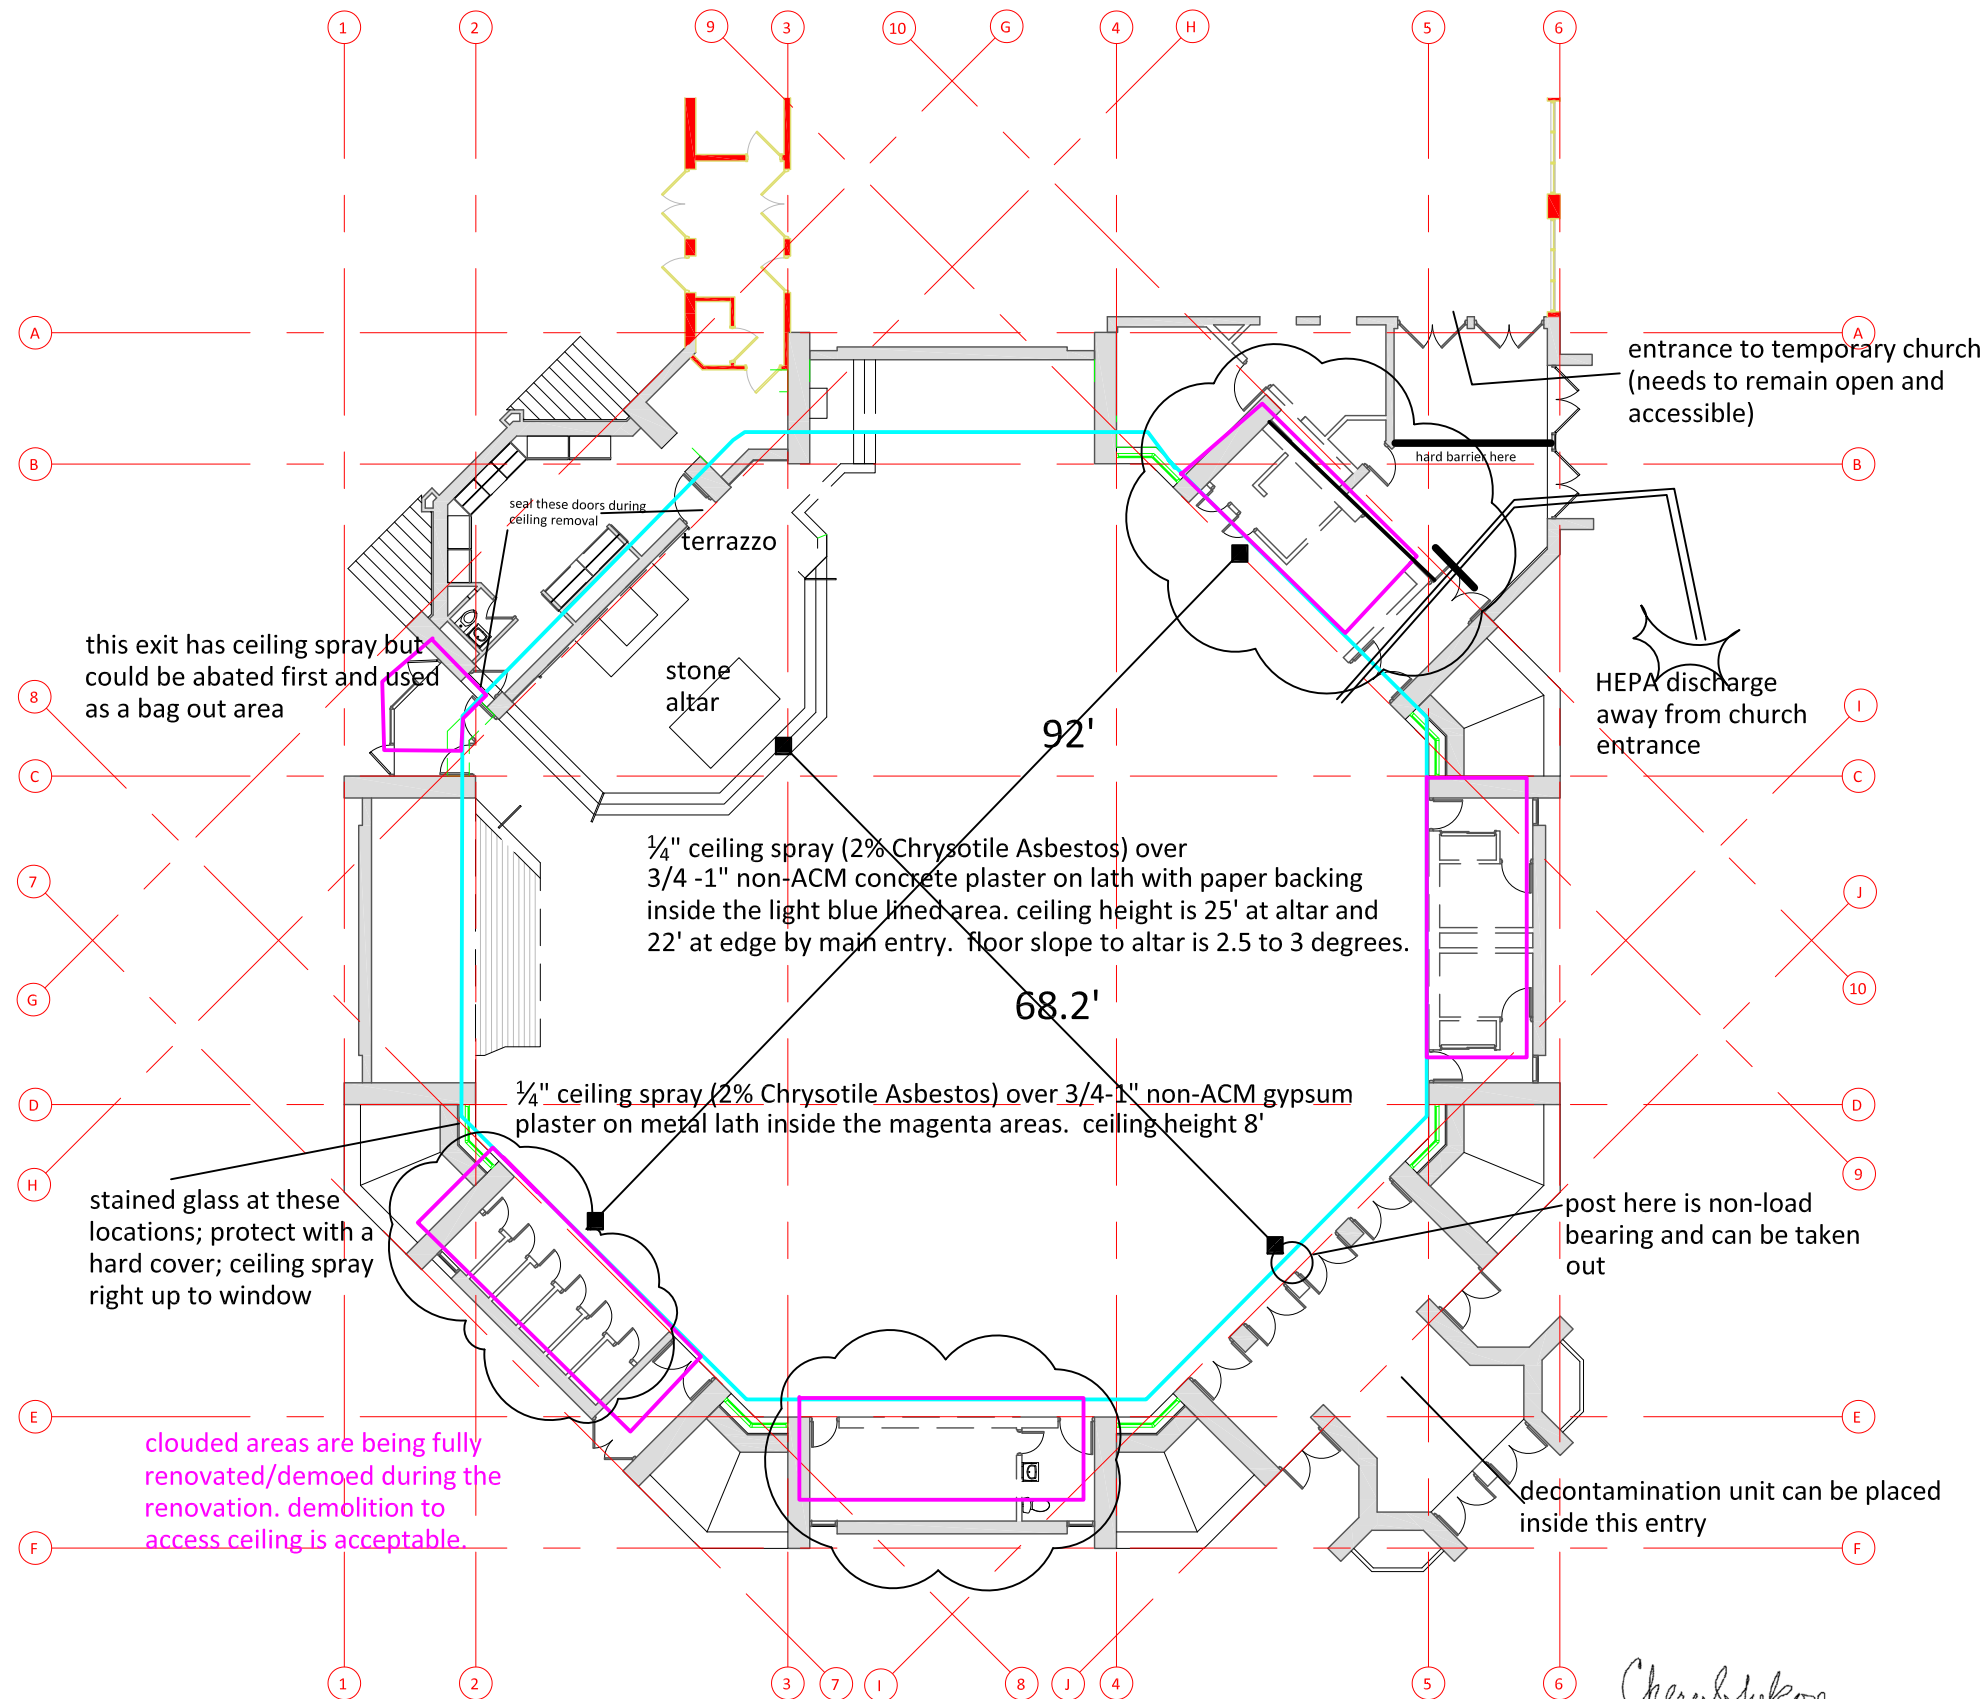 1 2 9 3 10 G 4 H 5 6
A A
entrance to temporary church
(needs to remain open and
accessible)
B B
hard barrier here
seal these doors during
ceiling removal
terrazzo
this exit has ceiling spray but
could be abated first and used
as a bag out area
stone
altar
HEPA discharge
away from church
entrance
8 I
92'
C C
¼" ceiling spray (2% Chrysotile Asbestos) over
3/4 -1" non-ACM concrete plaster on lath with paper backing
inside the light blue lined area. ceiling height is 25' at altar and
22' at edge by main entry. floor slope to altar is 2.5 to 3 degrees.
7 J
G 10
68.2'
¼" ceiling spray (2% Chrysotile Asbestos) over 3/4-1" non-ACM gypsum
plaster on metal lath inside the magenta areas. ceiling height 8'
D D
H 9
stained glass at these
locations; protect with a
hard cover; ceiling spray
right up to window
post here is non-load
bearing and can be taken
out
E E
clouded areas are being fully
renovated/demoed during the
renovation. demolition to
access ceiling is acceptable.
decontamination unit can be placed
inside this entry
F F
1 2 3 7 I 8 J 4 5 6